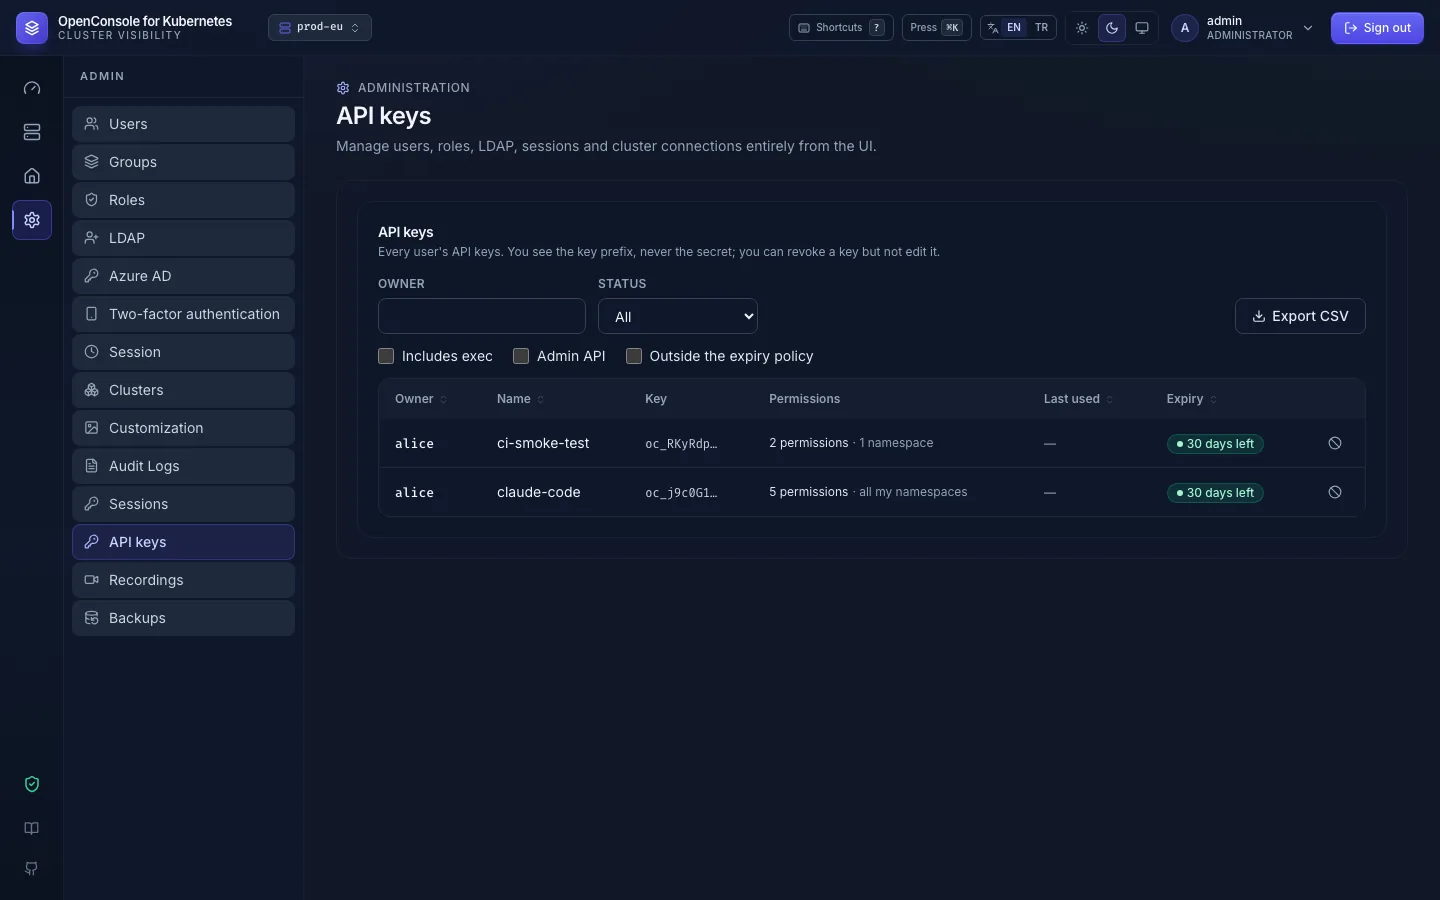 OpenConsole for Kubernetes
CLUSTER VISIBILITY
prod-eu
Shortcuts ?
Press ⌘K
EN TR
A
admin
ADMINISTRATOR
Sign out
ADMIN
Users
Groups
Roles
LDAP
Azure AD
Two-factor authentication
Session
Clusters
Customization
Audit Logs
Sessions
API keys
Recordings
Backups
ADMINISTRATION
API keys
Manage users, roles, LDAP, sessions and cluster connections entirely from the UI.
API keys
Every user's API keys. You see the key prefix, never the secret; you can revoke a key but not edit it.
OWNER STATUS
All
Export CSV
Includes exec Admin API Outside the expiry policy
Owner Name Key Permissions Last used Expiry
alice ci-smoke-test oc_RKyRdp… 2 permissions · 1 namespace — 30 days left
alice claude-code oc_j9c0G1… 5 permissions · all my namespaces — 30 days left